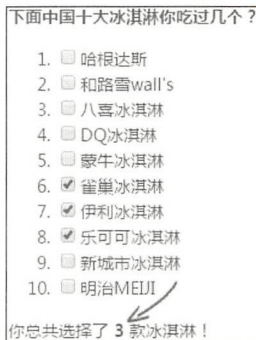 下面中国十大冰淇淋你吃过几个？
1. 哈根达斯
2. 和路雪wall's
3. 八喜冰淇淋
4. DQ冰淇淋
5. 蒙牛冰淇淋
6. 雀巢冰淇淋
7. 伊利冰淇淋
8. 乐可可冰淇淋
9. 新城市冰淇淋
10. 明治MEIJI
你总共选择了 3 款冰淇淋！